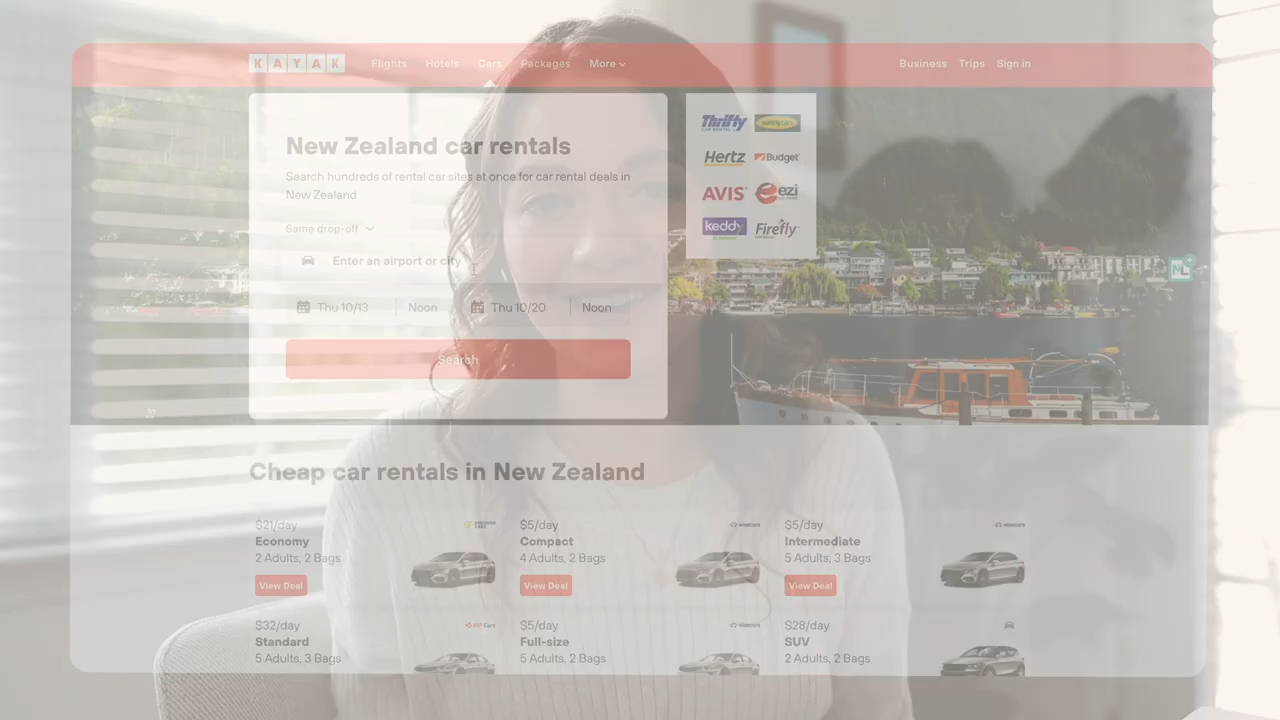 KAYAK Flights Hotels Cars Packages More Business Trips Sign in
New Zealand car rentals
Search hundreds of rental car sites at once for car rental deals in
New Zealand
Same drop-off
Enter an airport or city
Thu 10/13 Noon Thu 10/20 Noon
Search
Thrifty
CAR RENTAL
sunnycars
Hertz Budget
AVIS ezi
keddy Firefly
ML
Cheap car rentals in New Zealand
$21/day
Economy
2 Adults, 2 Bags
View Deal
$5/day
Compact
4 Adults, 2 Bags
View Deal
$5/day
Intermediate
5 Adults, 3 Bags
View Deal
$32/day
Standard
5 Adults, 3 Bags
$5/day
Full-size
5 Adults, 2 Bags
$28/day
SUV
2 Adults, 2 Bags